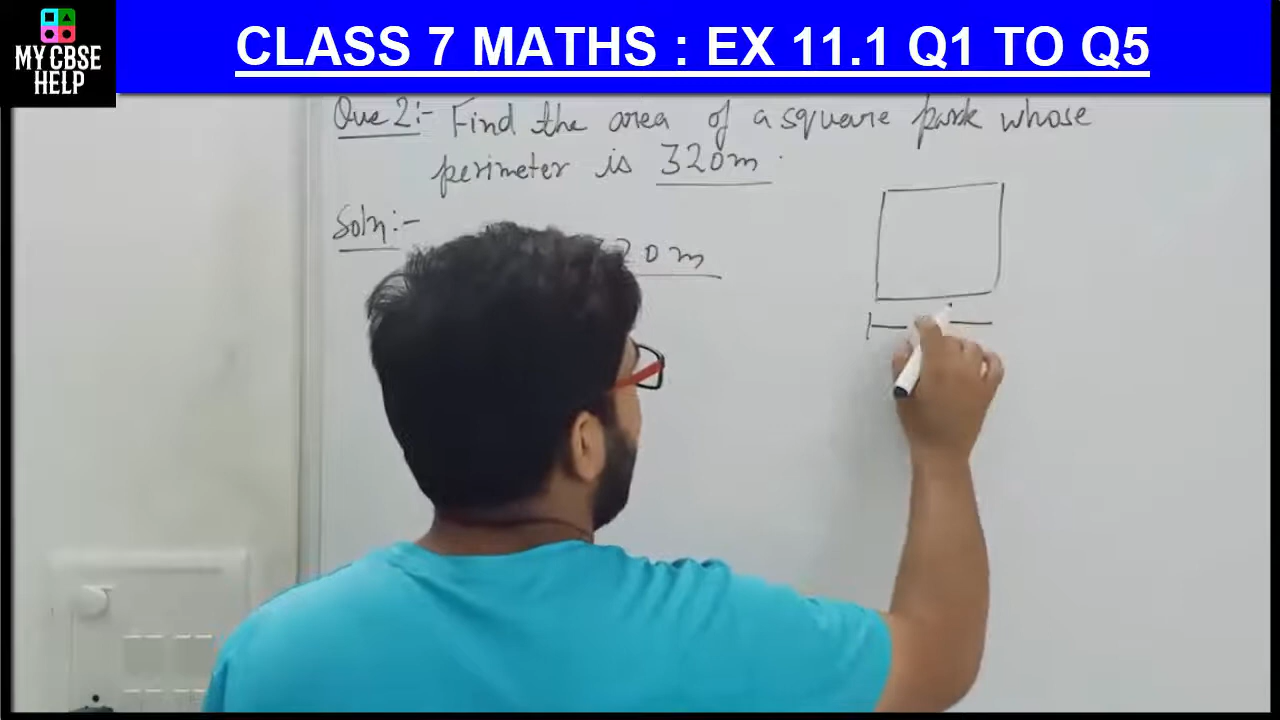 MY CBSE
HELP
CLASS 7 MATHS : EX 11.1 Q1 TO Q5
Que 2:- Find the area of a square park whose
perimeter is 320m.
Soln:-
20m